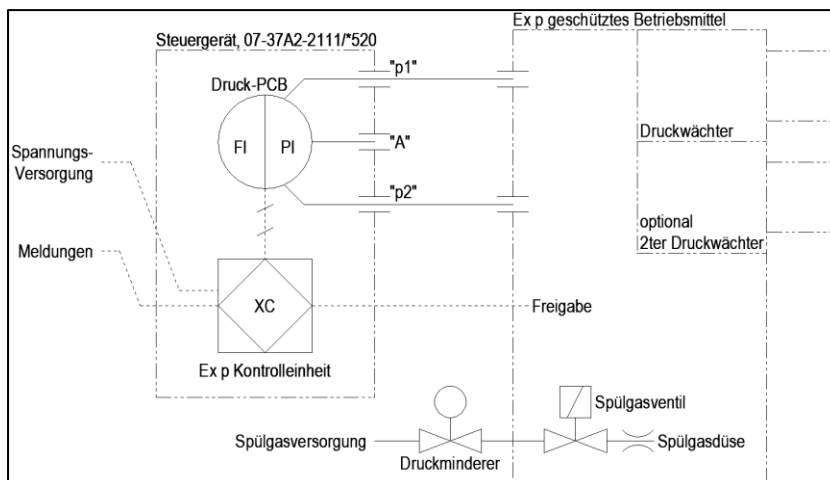 Ex p geschütztes Betriebsmittel
Steuergerät, 07-37A2-2111/*520
"p1"
Druck-PCB
FI
PI
"A"
Druckwächter
Spannungs-
Versorgung
"p2"
optional
2ter Druckwächter
Meldungen
XC
Freigabe
Ex p Kontrolleinheit
Spülgasventil
Spülgasversorgung
Spülgasdüse
Druckminderer